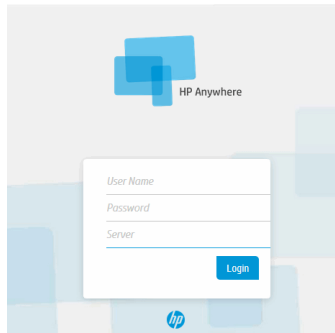 HP Anywhere
User Name
Password
Server
Login
hp